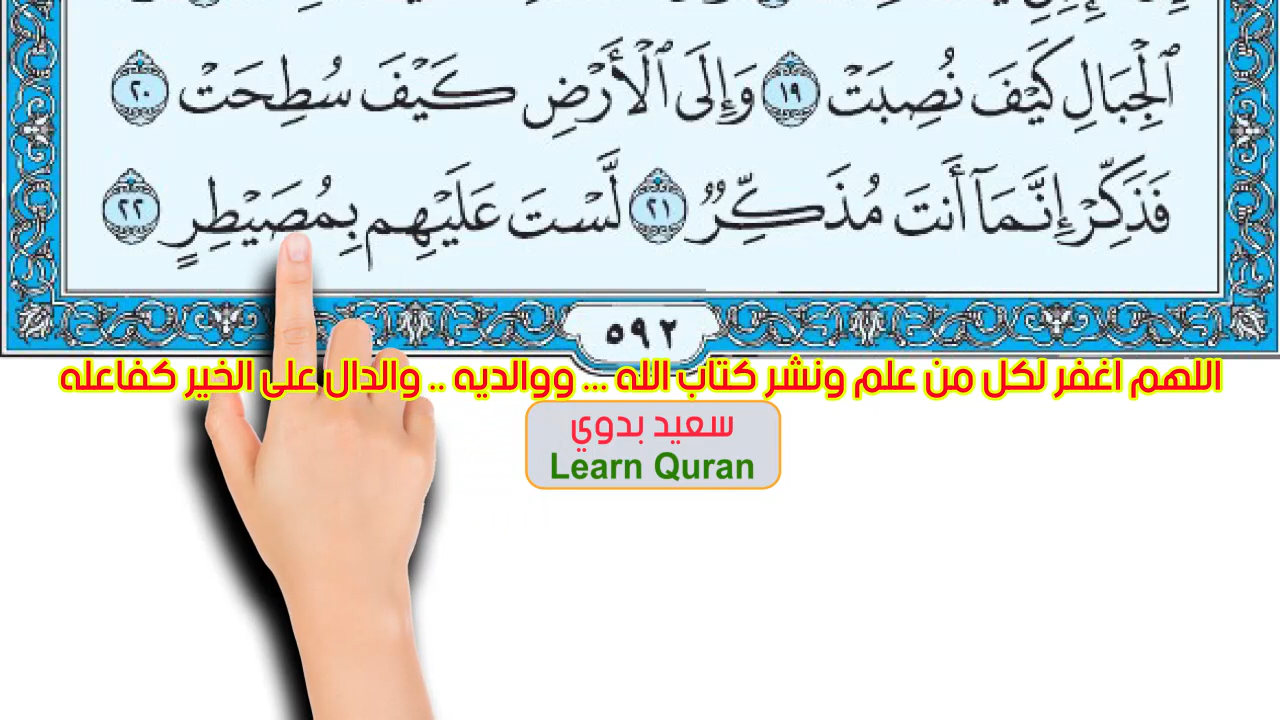 ٱلْجِبَالِ كَيْفَ نُصِبَتْ ١٩ وَإِلَى ٱلْأَرْضِ كَيْفَ سُطِحَتْ ٢٠
فَذَكِّرْ إِنَّمَآ أَنتَ مُذَكِّرٌ ٢١ لَّسْتَ عَلَيْهِم بِمُصَيْطِرٍ ٢٢
٥٩٢
اللهم اغفر لكل من علم ونشر كتاب الله ... ووالديه .. والدال على الخير كفاعله
سعيد بدوي
Learn Quran